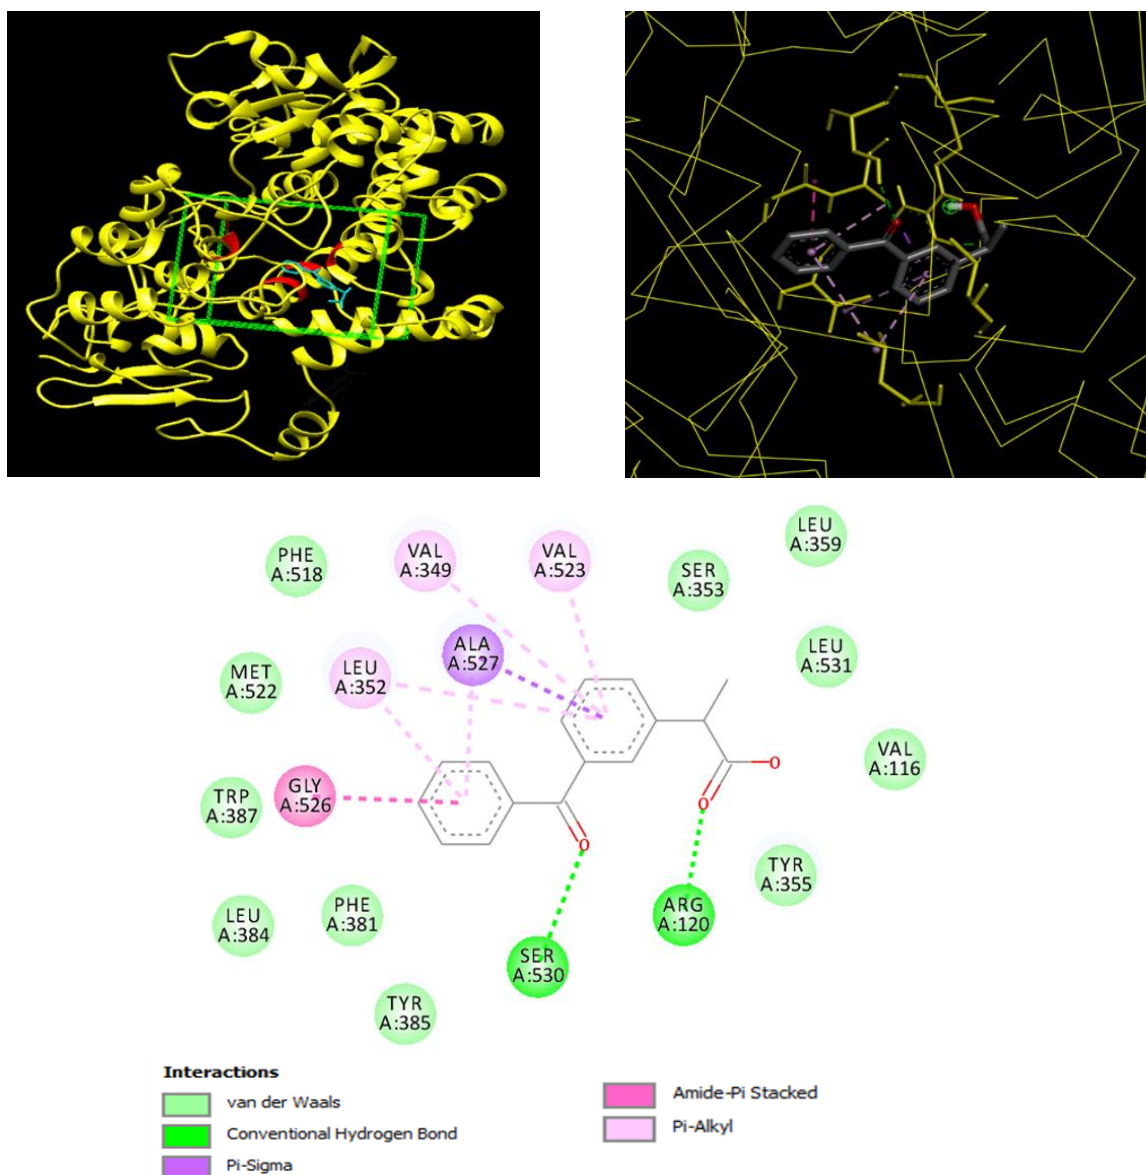 LEU
A:359
PHE
A:518
VAL
A:349
VAL
A:523
SER
A:353
ALA
A:527
LEU
A:531
MET
A:522
LEU
A:352
VAL
A:116
TRP
A:387
GLY
A:526
O
O
O
TYR
A:355
LEU
A:384
PHE
A:381
ARG
A:120
SER
A:530
TYR
A:385
Interactions
van der Waals
Conventional Hydrogen Bond
Pi-Sigma
Amide-Pi Stacked
Pi-Alkyl